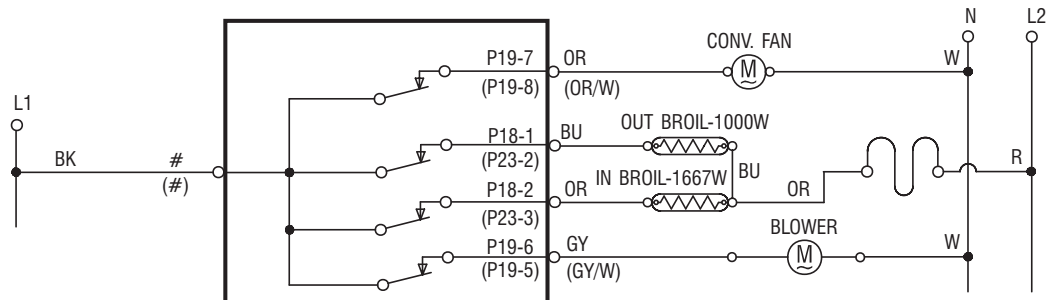 N
L2
CONV. FAN
P19-7
OR
M
W
(P19-8)
(OR/W)
L1
P18-1
BU
OUT BROIL-1000W
BK
#
(P23-2)
(#)
BU
R
P18-2
OR
IN BROIL-1667W
OR
(P23-3)
BLOWER
P19-6
GY
M
W
(P19-5)
(GY/W)